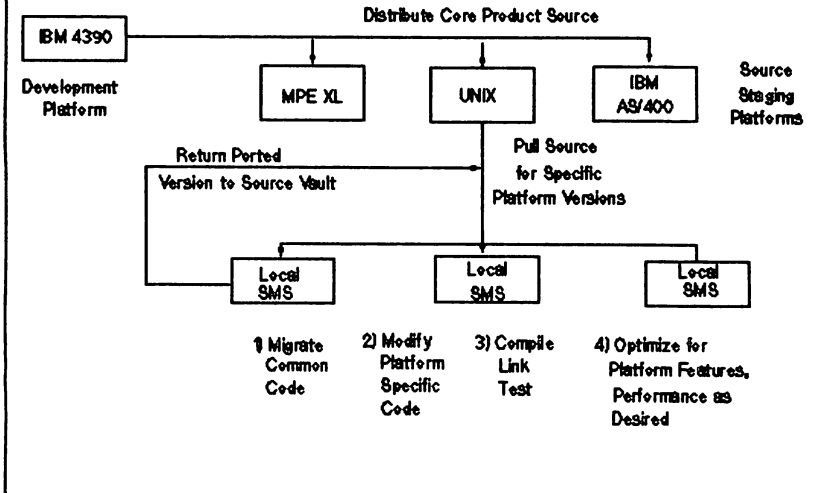 Distribute Core Product Source
IBM 4390
Development
Platform
MPE XL
UNIX
IBM
AS/400
Source
Staging
Platforms
Return Ported
Version to Source Vault
Pull Source
for Specific
Platform Versions
Local
SMS
Local
SMS
Local
SMS
1) Migrate
Common
Code
2) Modify
Platform
Specific
Code
3) Compile
Link
Test
4) Optimize for
Platform Features,
Performance as
Desired